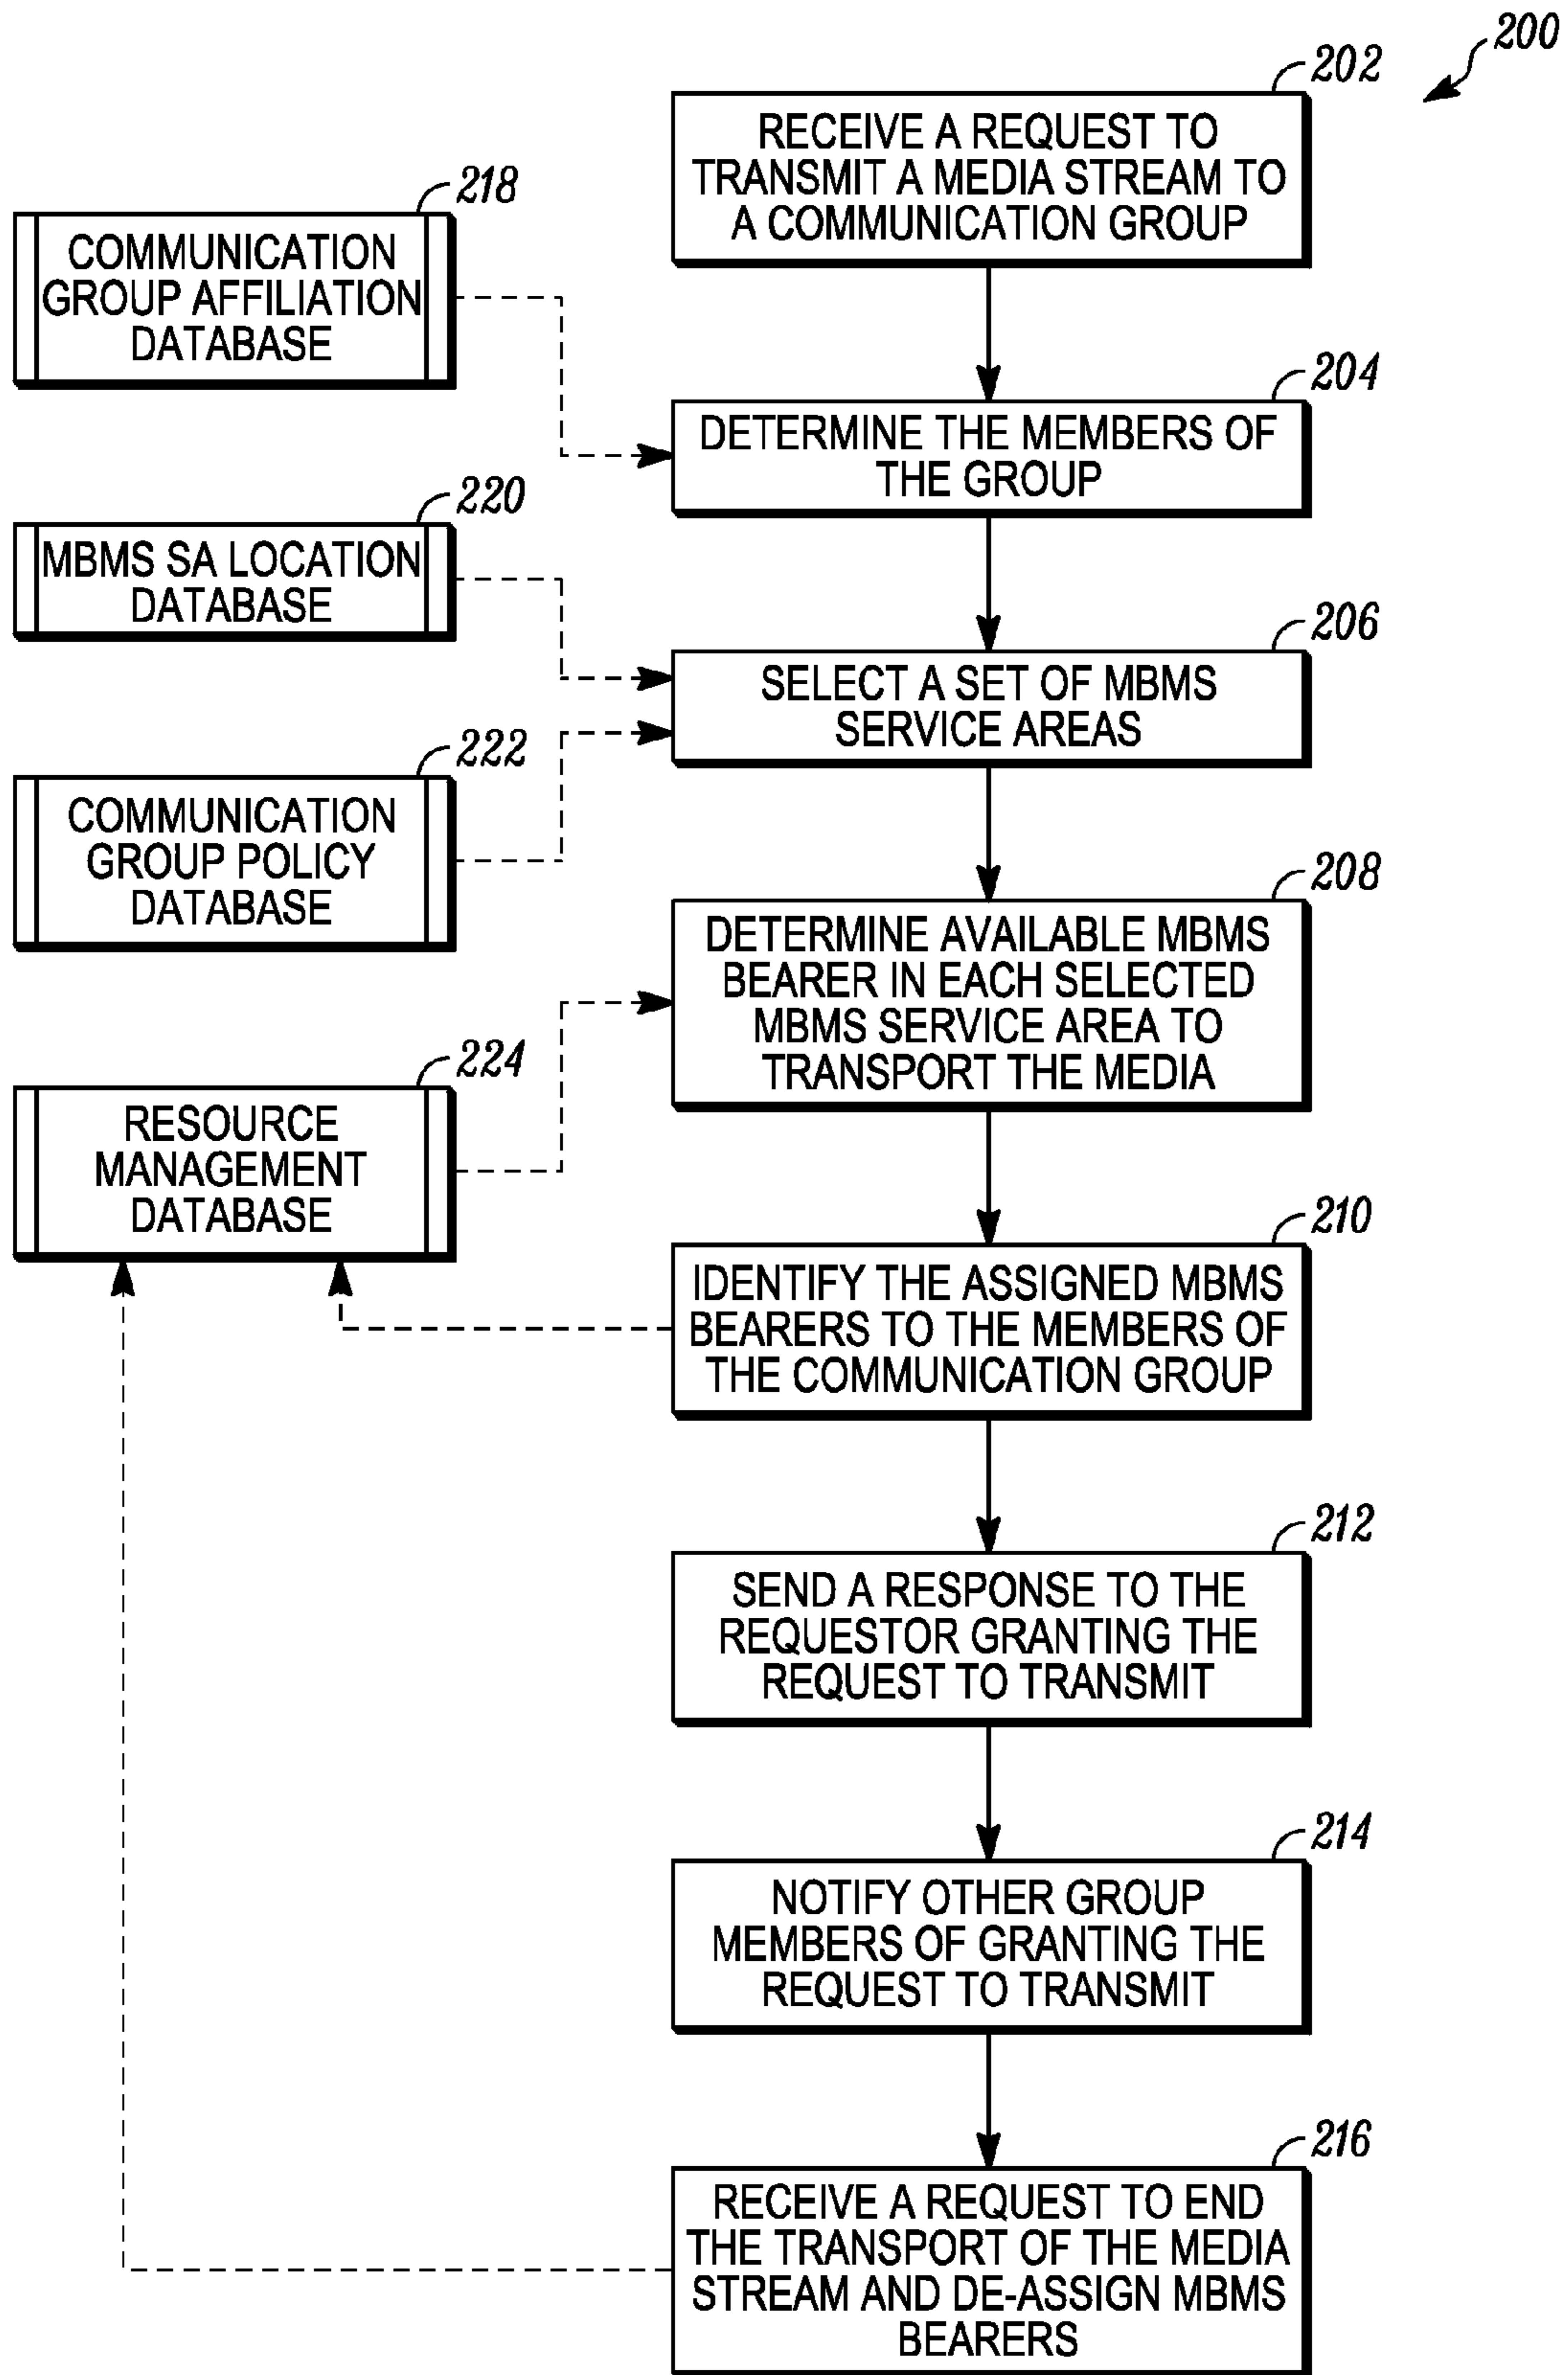 200
202
RECEIVE A REQUEST TO
TRANSMIT A MEDIA STREAM TO
A COMMUNICATION GROUP
218
COMMUNICATION
GROUP AFFILIATION
DATABASE
204
DETERMINE THE MEMBERS OF
THE GROUP
220
MBMS SA LOCATION
DATABASE
206
SELECT A SET OF MBMS
SERVICE AREAS
222
COMMUNICATION
GROUP POLICY
DATABASE
208
DETERMINE AVAILABLE MBMS
BEARER IN EACH SELECTED
MBMS SERVICE AREA TO
TRANSPORT THE MEDIA
224
RESOURCE
MANAGEMENT
DATABASE
210
IDENTIFY THE ASSIGNED MBMS
BEARERS TO THE MEMBERS OF
THE COMMUNICATION GROUP
212
SEND A RESPONSE TO THE
REQUESTOR GRANTING THE
REQUEST TO TRANSMIT
214
NOTIFY OTHER GROUP
MEMBERS OF GRANTING THE
REQUEST TO TRANSMIT
216
RECEIVE A REQUEST TO END
THE TRANSPORT OF THE MEDIA
STREAM AND DE-ASSIGN MBMS
BEARERS